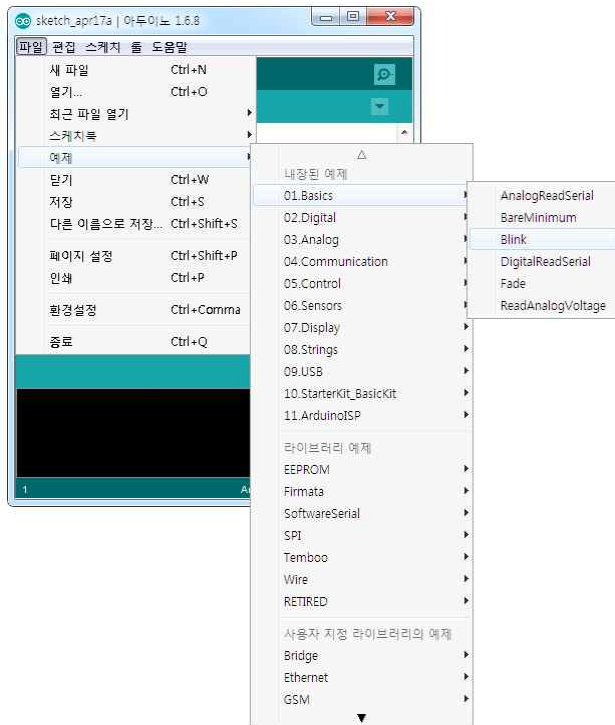 sketch_apr17a | 아두이노 1.6.8
파일 편집 스케치 툴 도움말
새 파일 Ctrl+N
열기... Ctrl+O
최근 파일 열기
스케치북
예제
닫기 Ctrl+W
저장 Ctrl+S
다른 이름으로 저장... Ctrl+Shift+S
페이지 설정 Ctrl+Shift+P
인쇄 Ctrl+P
환경설정 Ctrl+Comma
종료 Ctrl+Q
1
내장된 예제
01.Basics
02.Digital
03.Analog
04.Communication
05.Control
06.Sensors
07.Display
08.Strings
09.USB
10.StarterKit_BasicKit
11.ArduinoISP
라이브러리 예제
EEPROM
Firmata
SoftwareSerial
SPI
Temboo
Wire
RETIRED
사용자 지정 라이브러리의 예제
Bridge
Ethernet
GSM
AnalogReadSerial
BareMinimum
Blink
DigitalReadSerial
Fade
ReadAnalogVoltage